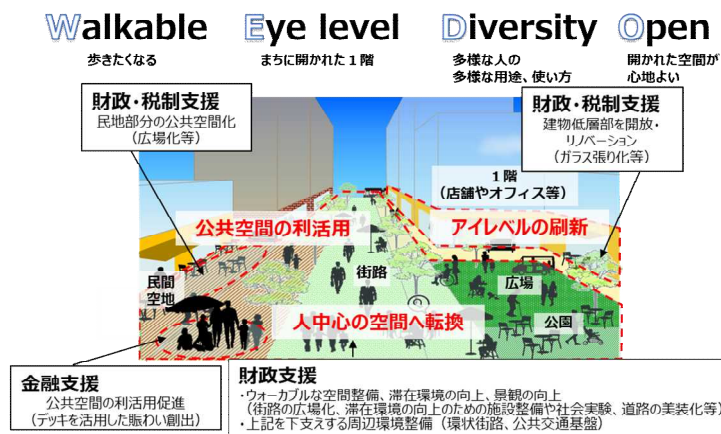 Walkable Eye level Diversity Open
歩きたくなる
まちに開かれた１階
多様な人の
多様な用途、使い方
開かれた空間が
心地よい
財政・税制支援
民地部分の公共空間化
（広場化等）
財政・税制支援
建物低層部を開放・
リノベーション
（ガラス張り化等）
１階
（店舗やオフィス等）
公共空間の利活用
アイレベルの刷新
民間
空地
街路
広場
公園
人中心の空間へ転換
金融支援
公共空間の利活用促進
（デッキを活用した賑わい創出）
財政支援
・ウォーカブルな空間整備、滞在環境の向上、景観の向上
（街路の広場化、滞在環境の向上のための施設整備や社会実験、道路の美装化等）
・上記を下支えする周辺環境整備（環状街路、公共交通基盤）